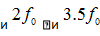 и 2f₀ и 3.5f₀